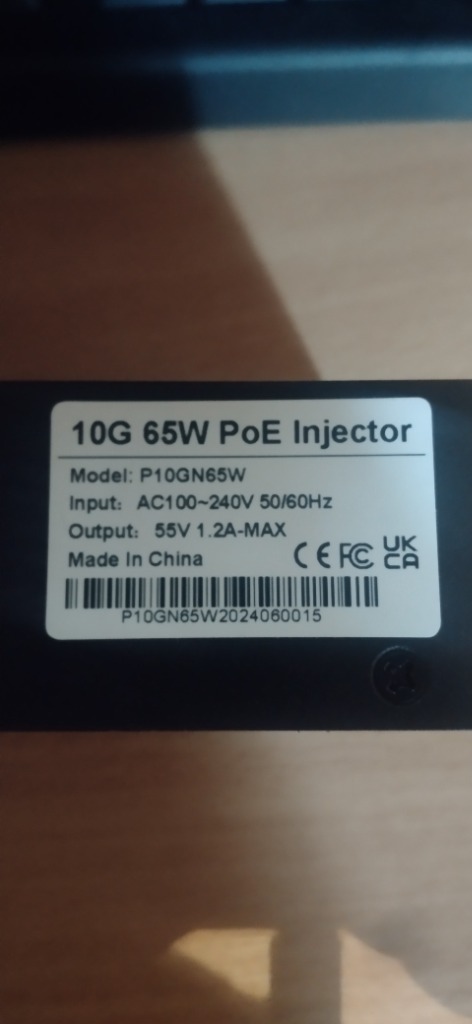 10G 65W PoE Injector
Model: P10GN65W
Input: AC100~240V 50/60Hz
Output: 55V 1.2A-MAX
Made In China CE FC UK CA
P10GN65W2024060015